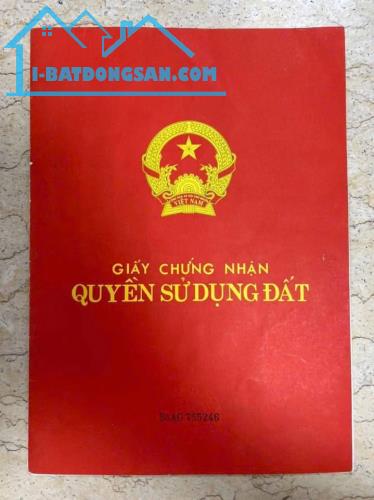 I-BATDONGSAN.COM
VIỆT NAM
GIẤY CHỨNG NHẬN
QUYỀN SỬ DỤNG ĐẤT